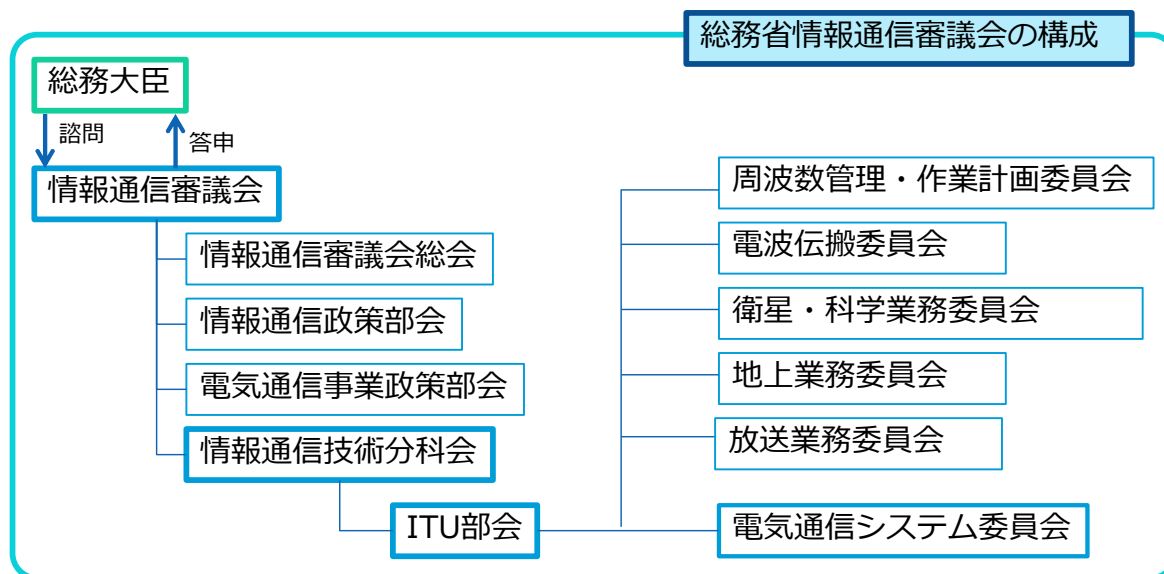 総務省情報通信審議会の構成
総務大臣
諮問
答申
情報通信審議会
情報通信審議会総会
情報通信政策部会
電気通信事業政策部会
情報通信技術分科会
ITU部会
周波数管理・作業計画委員会
電波伝搬委員会
衛星・科学業務委員会
地上業務委員会
放送業務委員会
電気通信システム委員会